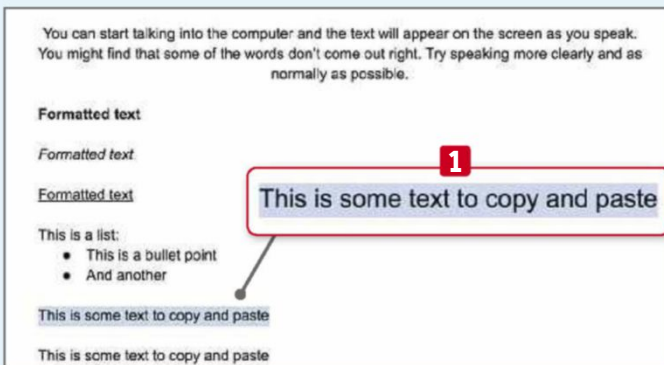 You can start talking into the computer and the text will appear on the screen as you speak.
You might find that some of the words don't come out right. Try speaking more clearly and as
normally as possible.
Formatted text
Formatted text
Formatted text
1
This is some text to copy and paste
This is a list:
● This is a bullet point
● And another
This is some text to copy and paste
This is some text to copy and paste